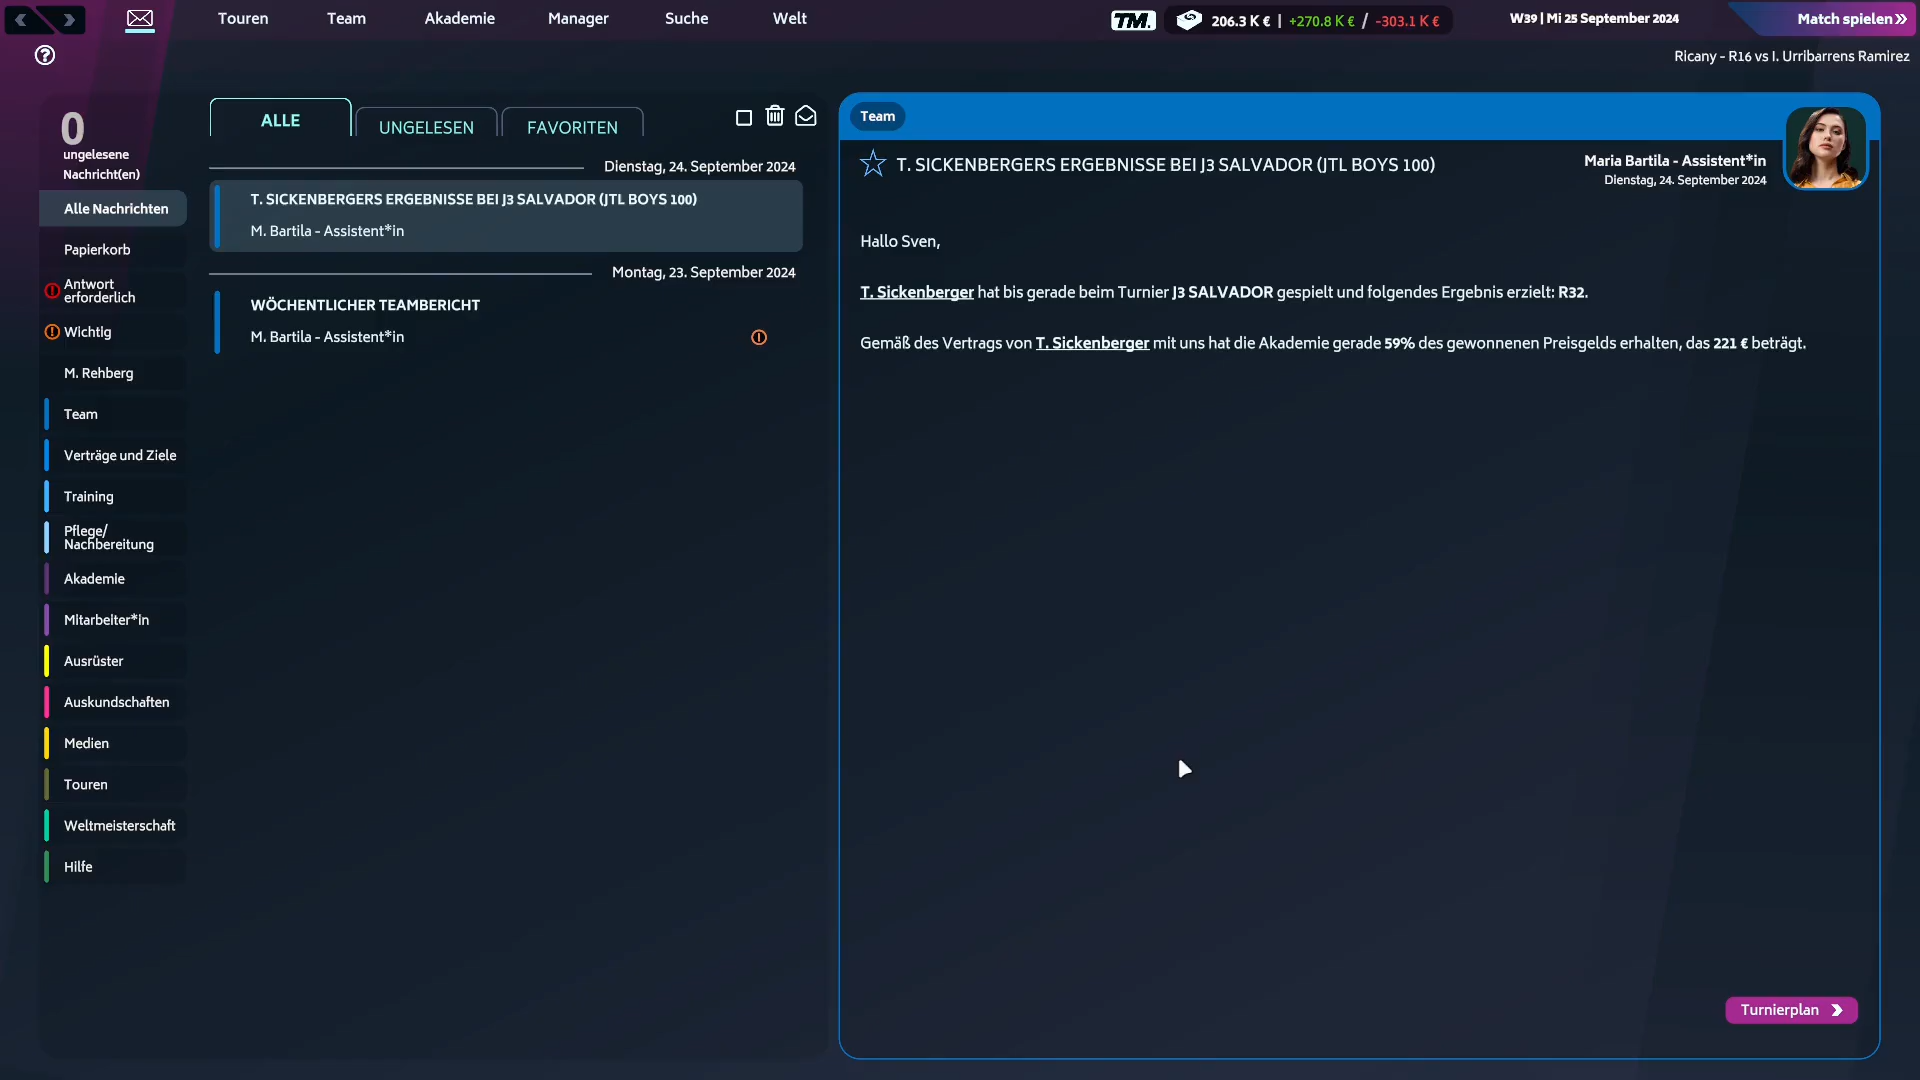 Touren
Team
Akademie
Manager
Suche
Welt
TM.
206.3 K € | +270.8 K € / -303.1 K €
W39 | Mi 25 September 2024
Match spielen
Ricany - R16 vs I. Urribarrens Ramirez
0
ungelesene
Nachricht(en)
Alle Nachrichten
Papierkorb
Antwort
erforderlich
Wichtig
M. Rehberg
Team
Verträge und Ziele
Training
Pflege/
Nachbereitung
Akademie
Mitarbeiter*in
Ausrüster
Auskundschaften
Medien
Touren
Weltmeisterschaft
Hilfe
ALLE
UNGELESEN
FAVORITEN
Dienstag, 24. September 2024
T. SICKENBERGERS ERGEBNISSE BEI J3 SALVADOR (JTL BOYS 100)
M. Bartila - Assistent*in
Montag, 23. September 2024
WÖCHENTLICHER TEAMBERICHT
M. Bartila - Assistent*in
Team
T. SICKENBERGERS ERGEBNISSE BEI J3 SALVADOR (JTL BOYS 100)
Maria Bartila - Assistent*in
Dienstag, 24. September 2024
Hallo Sven,
T. Sickenberger hat bis gerade beim Turnier J3 SALVADOR gespielt und folgendes Ergebnis erzielt: R32.
Gemäß des Vertrags von T. Sickenberger mit uns hat die Akademie gerade 59% des gewonnenen Preisgelds erhalten, das 221 € beträgt.
Turnierplan